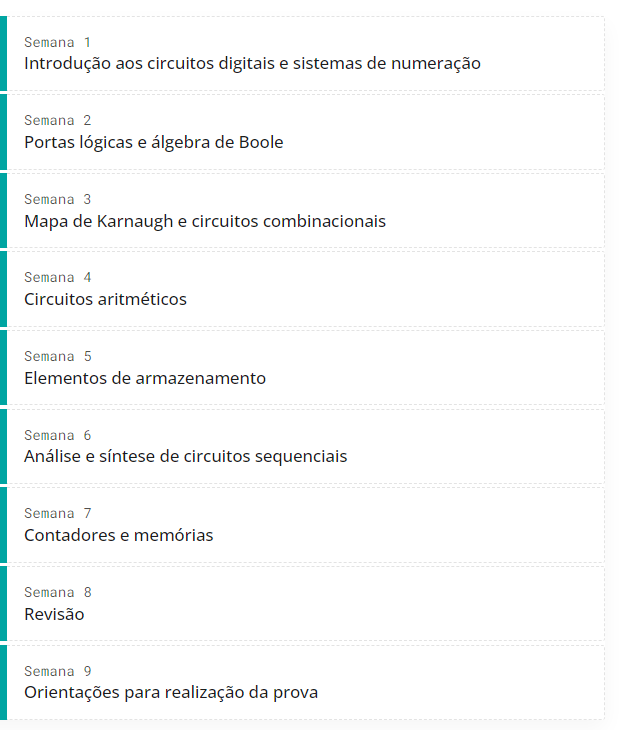 Semana 1
Introdução aos circuitos digitais e sistemas de numeração
Semana 2
Portas lógicas e álgebra de Boole
Semana 3
Mapa de Karnaugh e circuitos combinacionais
Semana 4
Circuitos aritméticos
Semana 5
Elementos de armazenamento
Semana 6
Análise e síntese de circuitos sequenciais
Semana 7
Contadores e memórias
Semana 8
Revisão
Semana 9
Orientações para realização da prova